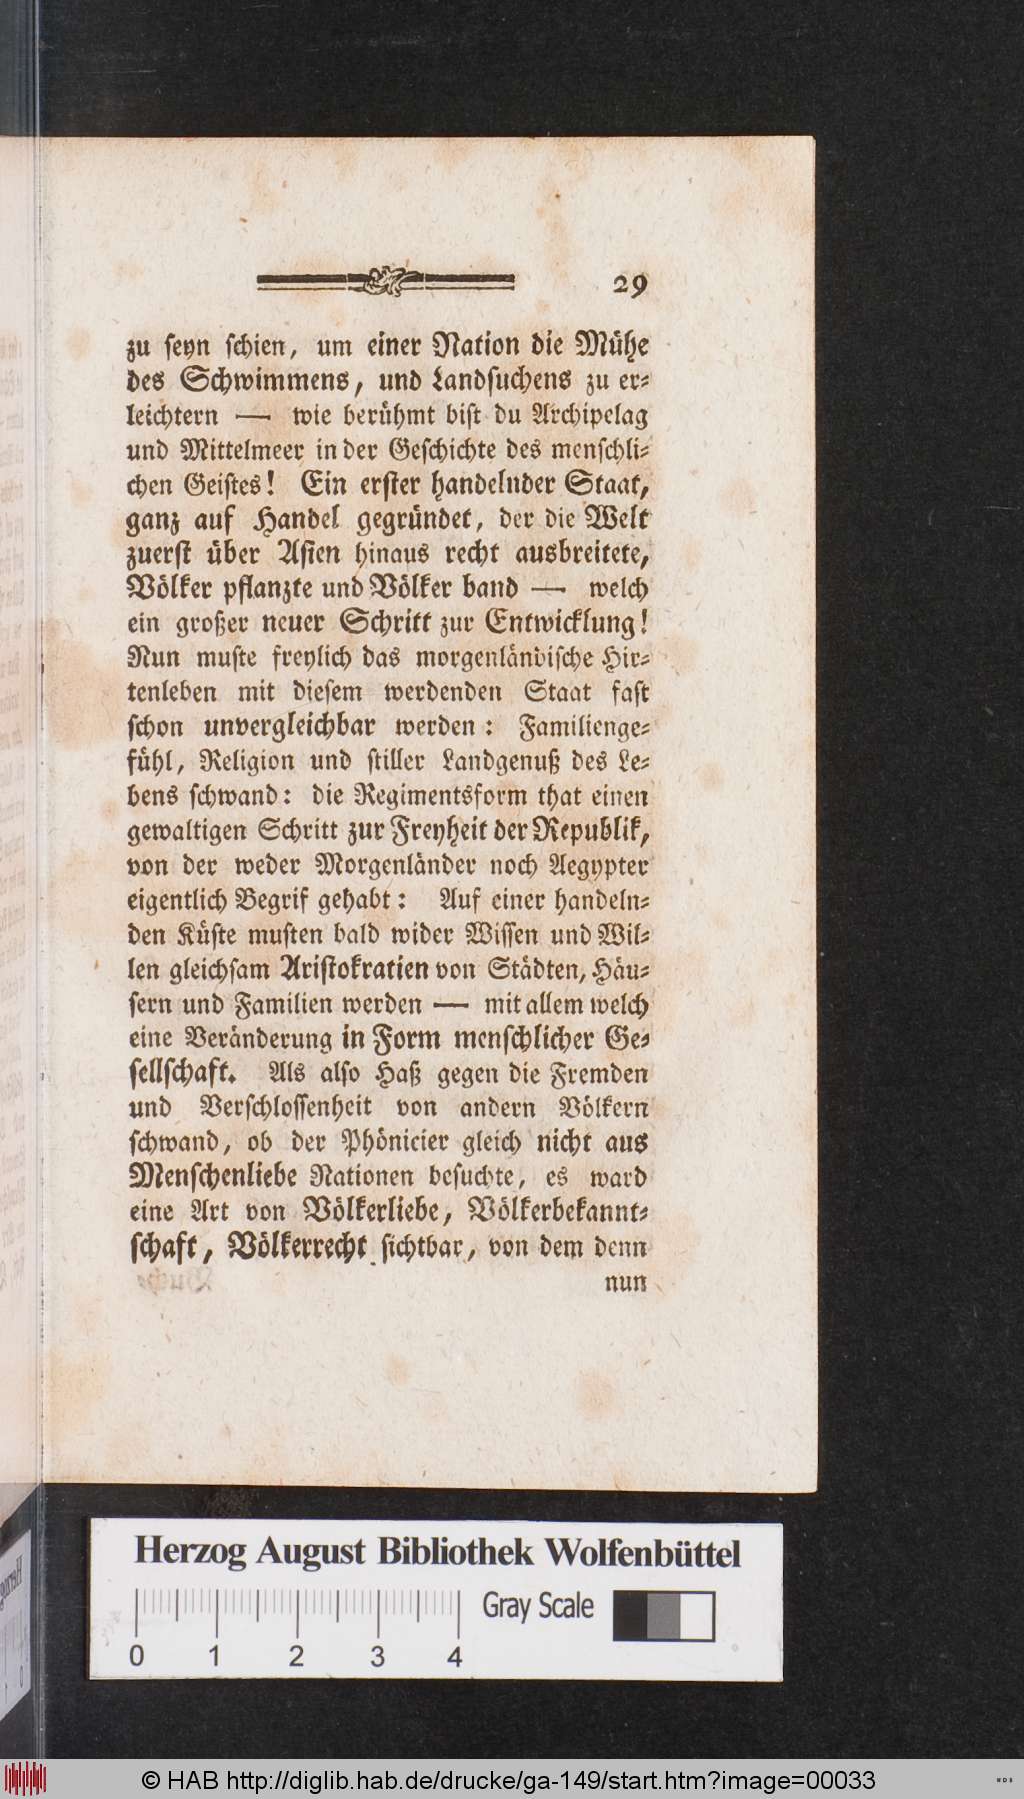 29
zu seyn schien, um einer Nation die Mühe
des Schwimmens, und Landsuchens zu er-
leichtern — wie berühmt bist du Archipelag
und Mittelmeer in der Geschichte des menschli-
chen Geistes! Ein erster handelnder Staat,
ganz auf Handel gegründet, der die Welt
zuerst über Asien hinaus recht ausbreitete,
Völker pflanzte und Völker band — welch
ein großer neuer Schritt zur Entwicklung!
Nun muste freylich das morgenländische Hir-
tenleben mit diesem werdenden Staat fast
schon unvergleichbar werden: Familienge-
fühl, Religion und stiller Landgenuß des Le-
bens schwand: die Regimentsform that einen
gewaltigen Schritt zur Freyheit der Republik,
von der weder Morgenländer noch Aegypter
eigentlich Begrif gehabt: Auf einer handeln-
den Küste musten bald wider Wissen und Wil-
len gleichsam Aristokratien von Städten, Häu-
sern und Familien werden — mit allem welch
eine Veränderung in Form menschlicher Ge-
sellschaft. Als also Haß gegen die Fremden
und Verschlossenheit von andern Völkern
schwand, ob der Phönicier gleich nicht aus
Menschenliebe Nationen besuchte, es ward
eine Art von Völkerliebe, Völkerbekannt-
schaft, Völkerrecht sichtbar, von dem denn
nun
Herzog August Bibliothek Wolfenbüttel
Gray Scale
0 1 2 3 4
© HAB http://diglib.hab.de/drucke/ga-149/start.htm?image=00033